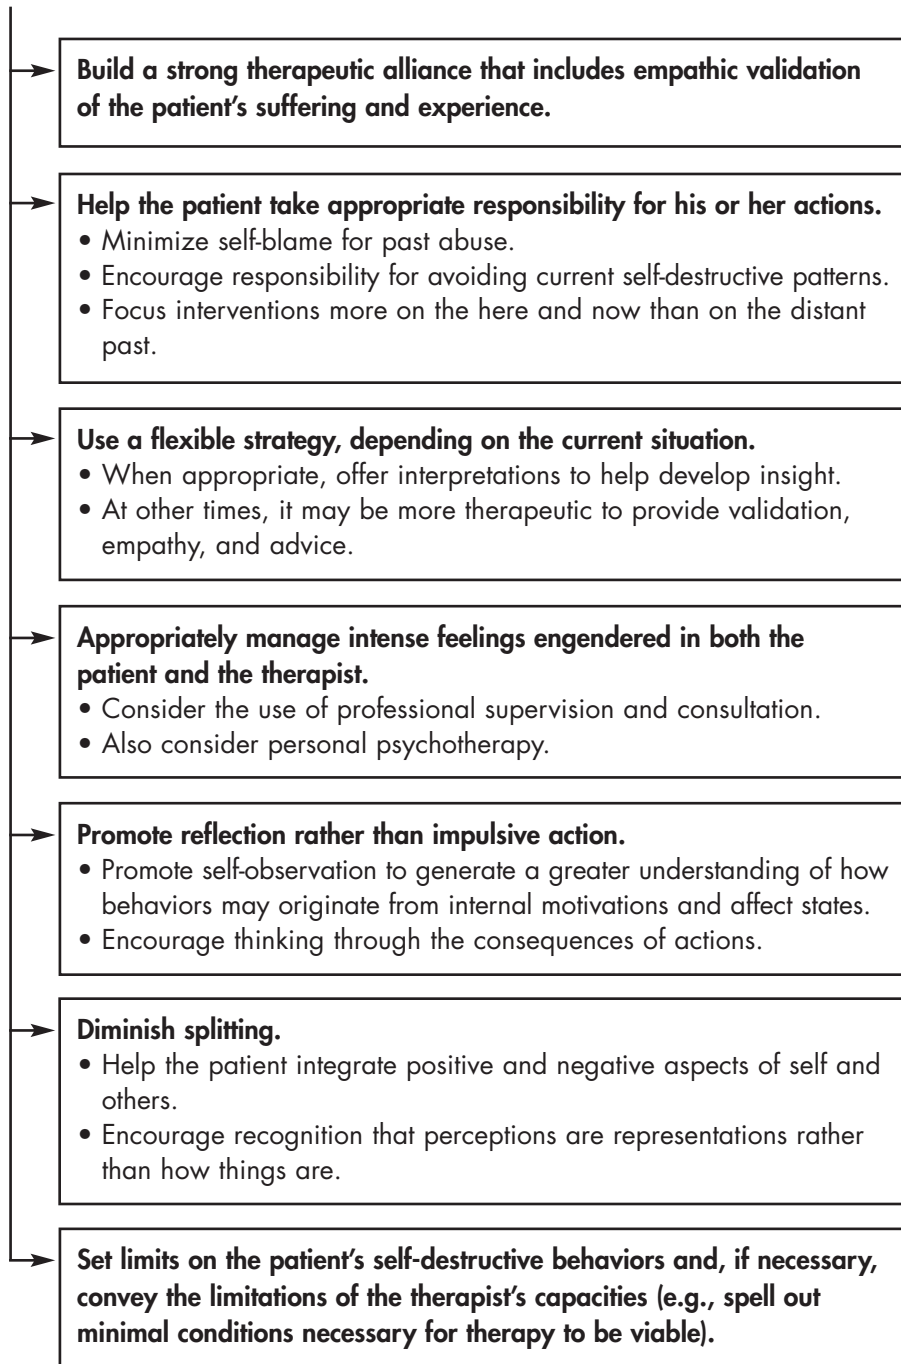 Build a strong therapeutic alliance that includes empathic validation
of the patient’s suffering and experience.
Help the patient take appropriate responsibility for his or her actions.
• Minimize self-blame for past abuse.
• Encourage responsibility for avoiding current self-destructive patterns.
• Focus interventions more on the here and now than on the distant
past.
Use a flexible strategy, depending on the current situation.
• When appropriate, offer interpretations to help develop insight.
• At other times, it may be more therapeutic to provide validation,
empathy, and advice.
Appropriately manage intense feelings engendered in both the
patient and the therapist.
• Consider the use of professional supervision and consultation.
• Also consider personal psychotherapy.
Promote reflection rather than impulsive action.
• Promote self-observation to generate a greater understanding of how
behaviors may originate from internal motivations and affect states.
• Encourage thinking through the consequences of actions.
Diminish splitting.
• Help the patient integrate positive and negative aspects of self and
others.
• Encourage recognition that perceptions are representations rather
than how things are.
Set limits on the patient’s self-destructive behaviors and, if necessary,
convey the limitations of the therapist’s capacities (e.g., spell out
minimal conditions necessary for therapy to be viable).